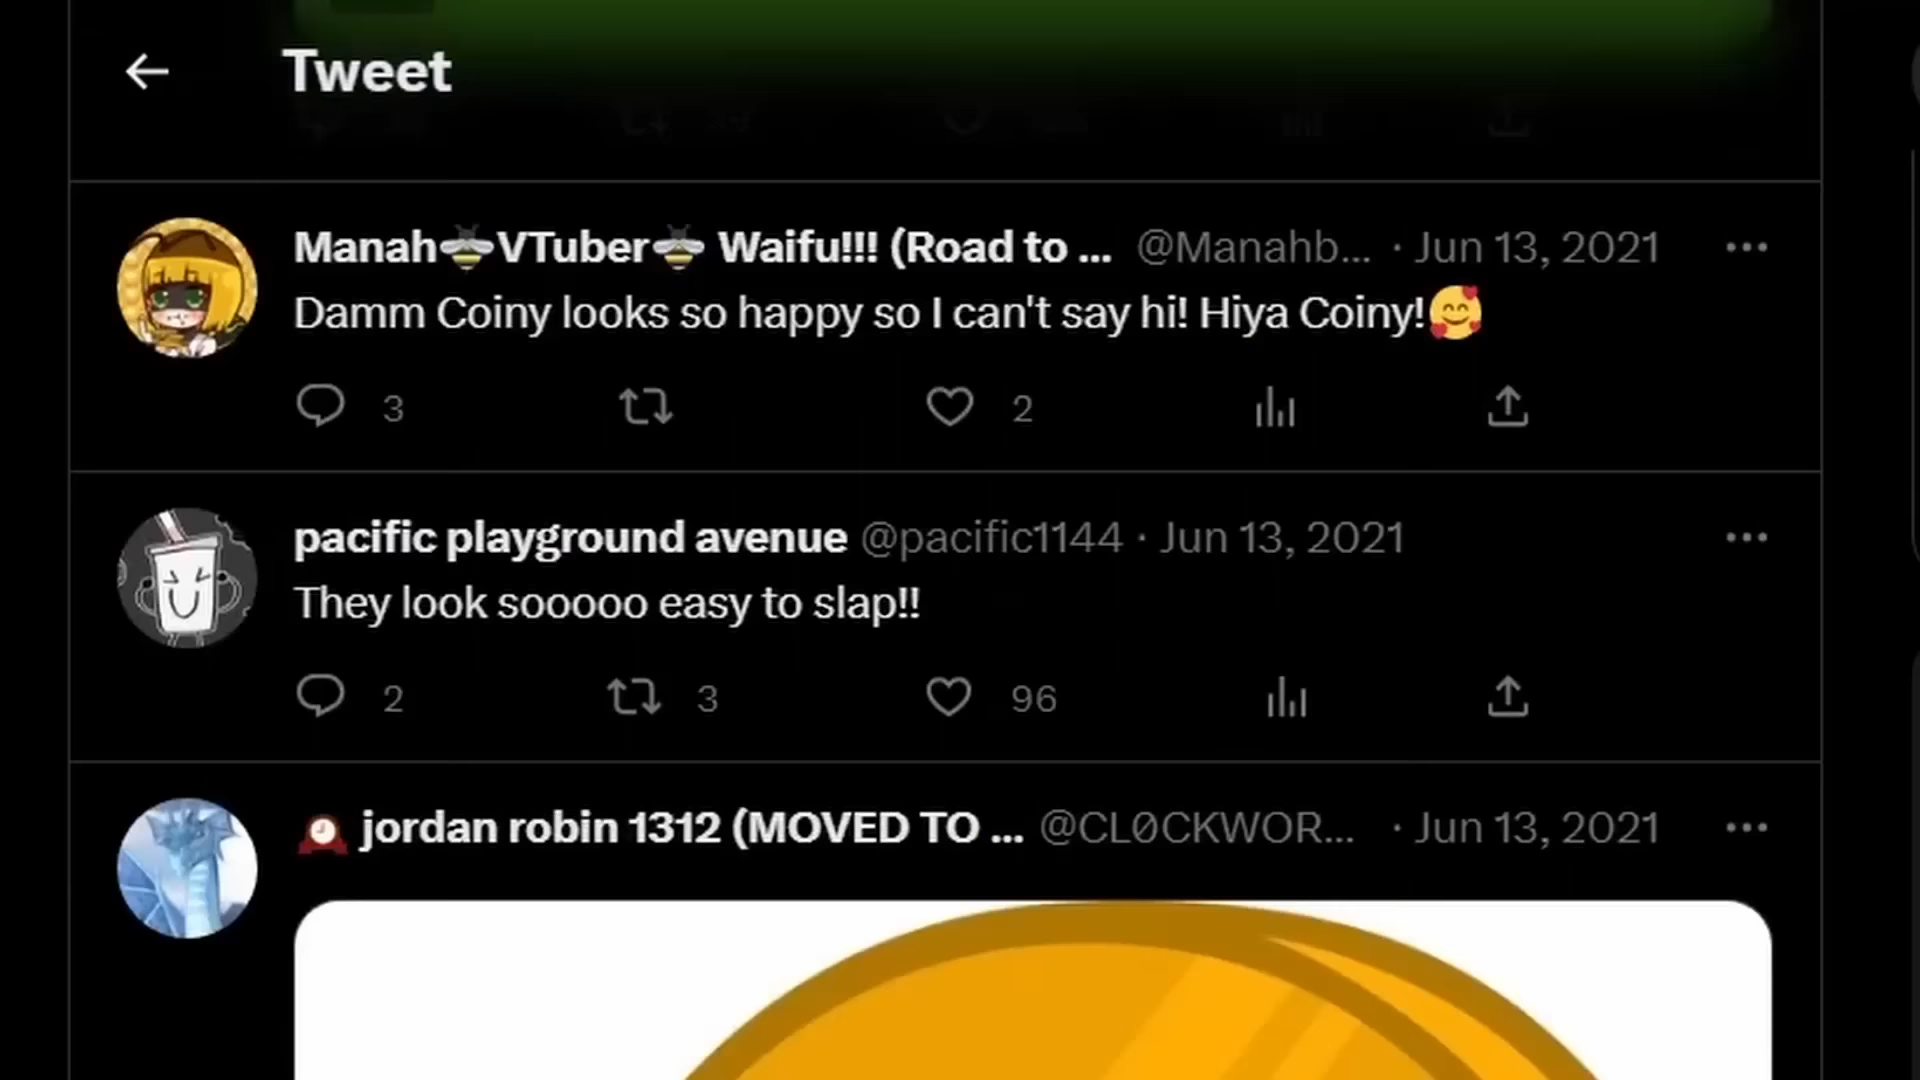 Tweet
Manah🐝VTuber🐝 Waifu!!! (Road to ... @Manahb... · Jun 13, 2021
Damm Coiny looks so happy so I can't say hi! Hiya Coiny!🥰
3 2
pacific playground avenue @pacific1144 · Jun 13, 2021
They look sooooo easy to slap!!
2 3 96
🕰 jordan robin 1312 (MOVED TO ... @CL0CKWOR... · Jun 13, 2021